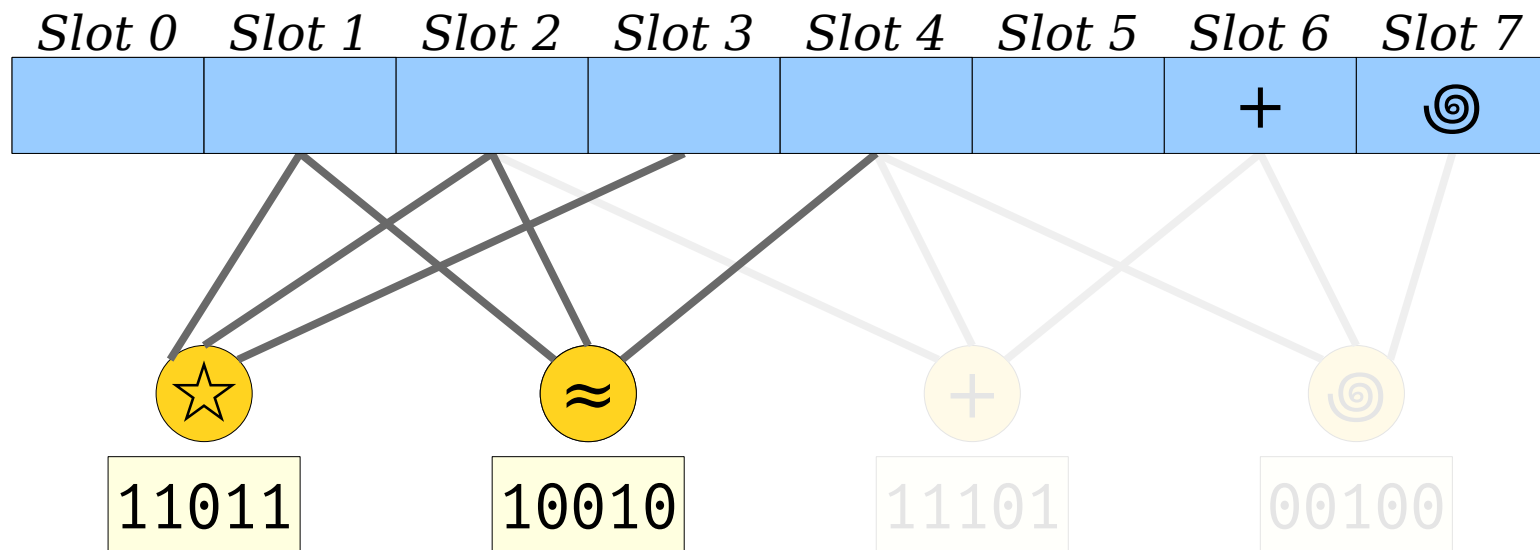 Slot 0 Slot 1 Slot 2 Slot 3 Slot 4 Slot 5 Slot 6 Slot 7
+ ꩜
☆ ≈ + ꩜
11011 10010 11101 00100